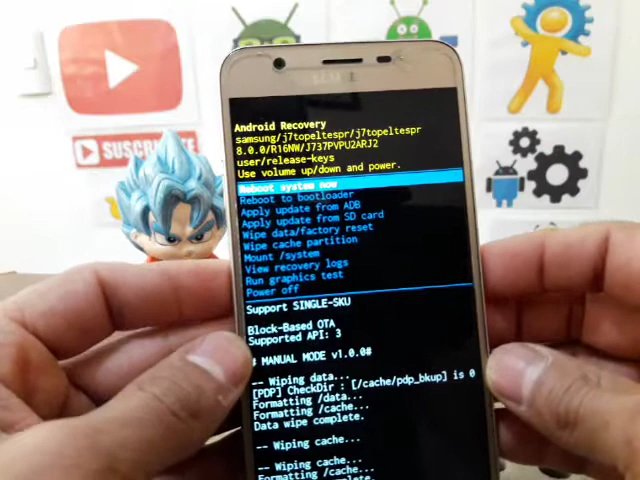 SUSCRIBETE
Android Recovery
samsung/j7topeltespr/j7topeltespr
8.0.0/R16NW/J737PVPU2ARJ2
user/release-keys
Use volume up/down and power.
Reboot system now
Reboot to bootloader
Apply update from ADB
Apply update from SD card
Wipe data/factory reset
Wipe cache partition
Mount /system
View recovery logs
Run graphics test
Power off
Support SINGLE-SKU
Block-Based OTA
Supported API: 3
# MANUAL MODE v1.0.0#
-- Wiping data...
[PDP] CheckDir : [/cache/pdp_bkup] is 0
Formatting /data...
Formatting /cache...
Data wipe complete.
-- Wiping cache...
-- Wiping cache...
Formatting /cache...